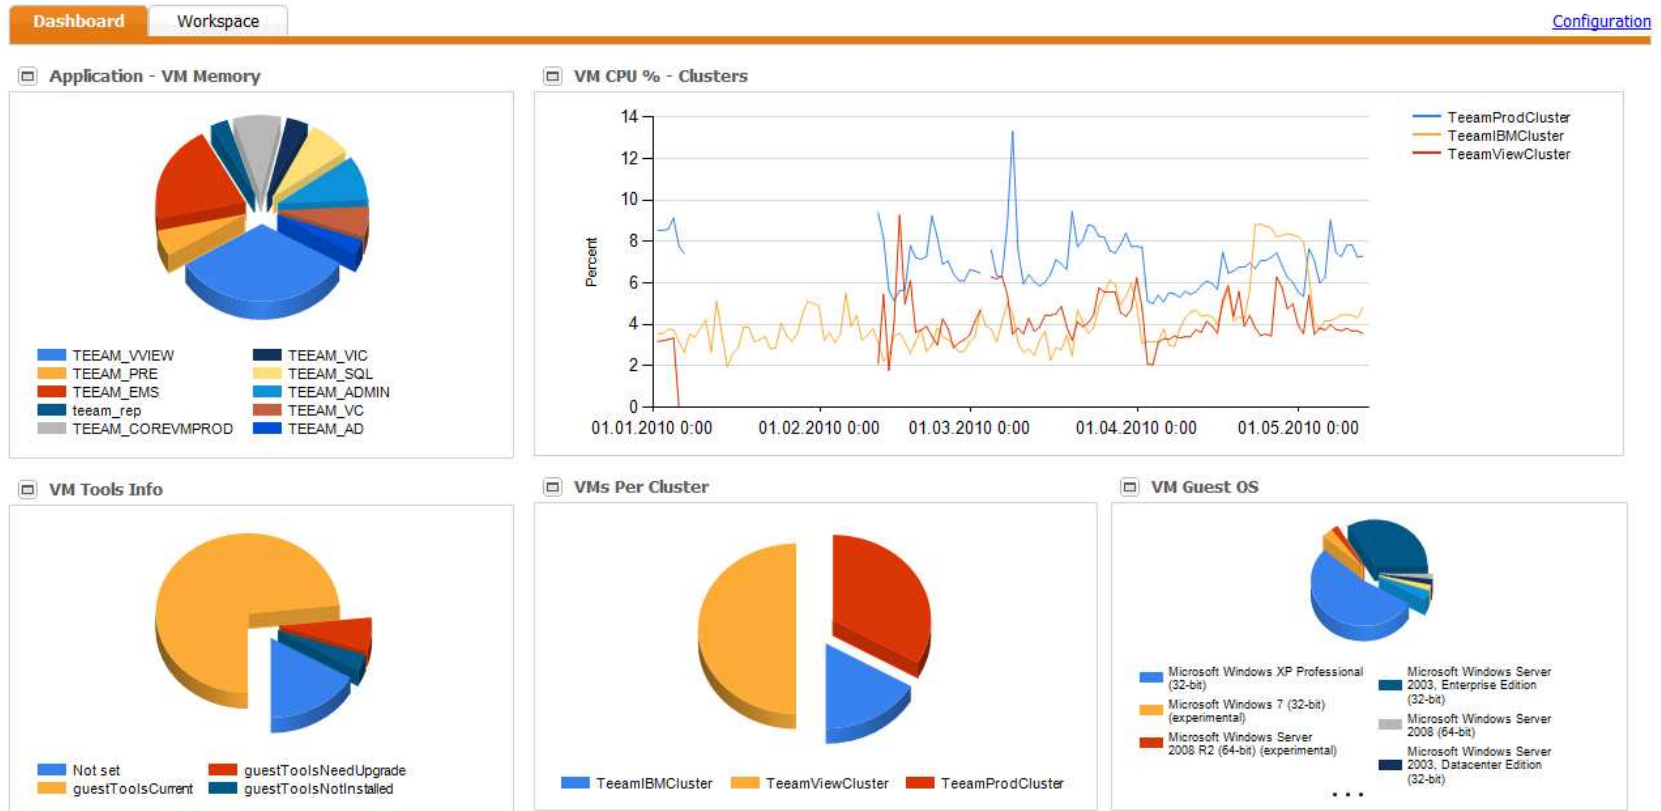 Dashboard Workspace Configuration
Application - VM Memory
TEEAM_VVIEW TEEAM_VIC
TEEAM_PRE TEEAM_SQL
TEEAM_EMS TEEAM_ADMIN
teeam_rep TEEAM_VC
TEEAM_COREVMPROD TEEAM_AD
VM CPU % - Clusters
Percent
14
12
10
8
6
4
2
0
01.01.2010 0:00 01.02.2010 0:00 01.03.2010 0:00 01.04.2010 0:00 01.05.2010 0:00
TeeamProdCluster
TeeamIBMCluster
TeeamViewCluster
VM Tools Info
Not set guestToolsNeedUpgrade
guestToolsCurrent guestToolsNotInstalled
VMs Per Cluster
TeeamIBMCluster TeeamViewCluster TeeamProdCluster
VM Guest OS
Microsoft Windows XP Professional
(32-bit)
Microsoft Windows 7 (32-bit)
(experimental)
Microsoft Windows Server
2008 R2 (64-bit) (experimental)
Microsoft Windows Server
2003, Enterprise Edition
(32-bit)
Microsoft Windows Server
2008 (64-bit)
Microsoft Windows Server
2003, Datacenter Edition
(32-bit)
...